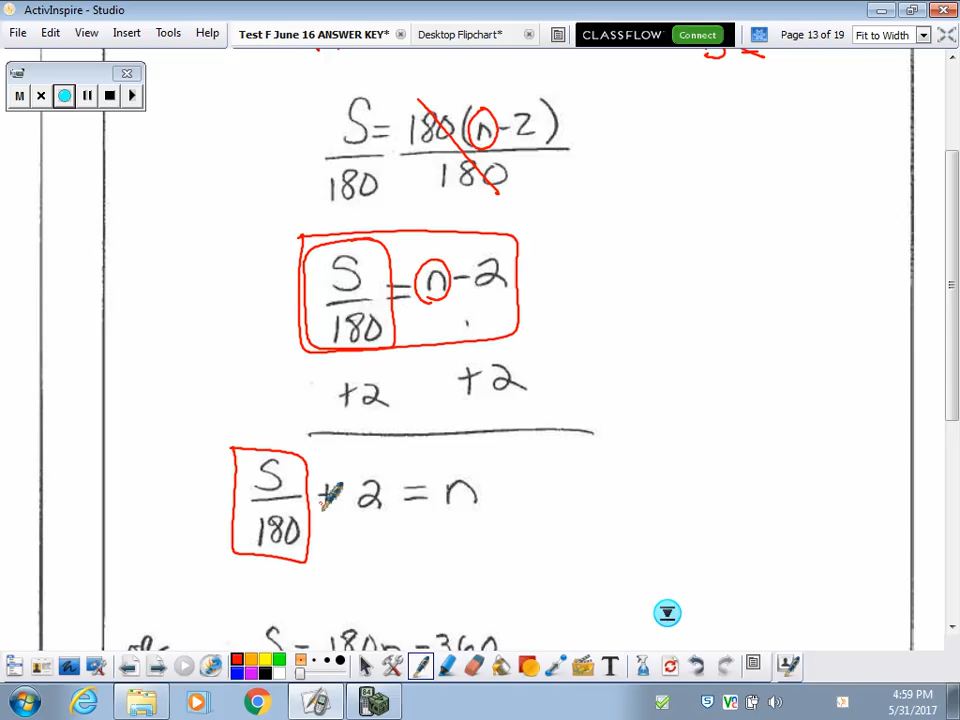 ActivInspire - Studio
File Edit View Insert Tools Help Test F June 16 ANSWER KEY* Desktop Flipchart* CLASSFLOW Connect Page 13 of 19 Fit to Width
M
S= 180(n-2)
180 180
S
= n-2
180
+2 +2
S
+ 2 = n
180
S = 180n - 360
4:59 PM
5/31/2017